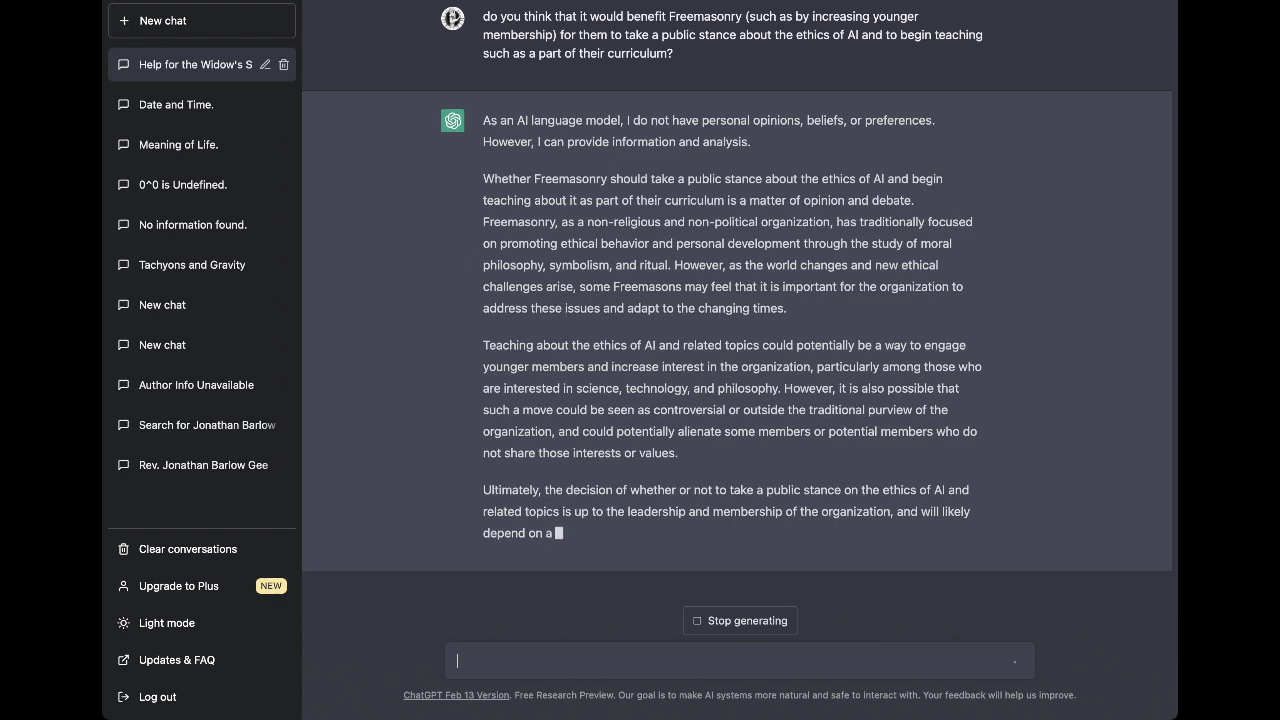 New chat
Help for the Widow's S
Date and Time.
Meaning of Life.
0^0 is Undefined.
No information found.
Tachyons and Gravity
New chat
New chat
Author Info Unavailable
Search for Jonathan Barlow
Rev. Jonathan Barlow Gee
Clear conversations
Upgrade to Plus NEW
Light mode
Updates & FAQ
Log out
do you think that it would benefit Freemasonry (such as by increasing younger
membership) for them to take a public stance about the ethics of AI and to begin teaching
such as a part of their curriculum?
As an AI language model, I do not have personal opinions, beliefs, or preferences.
However, I can provide information and analysis.
Whether Freemasonry should take a public stance about the ethics of AI and begin
teaching about it as part of their curriculum is a matter of opinion and debate.
Freemasonry, as a non-religious and non-political organization, has traditionally focused
on promoting ethical behavior and personal development through the study of moral
philosophy, symbolism, and ritual. However, as the world changes and new ethical
challenges arise, some Freemasons may feel that it is important for the organization to
address these issues and adapt to the changing times.
Teaching about the ethics of AI and related topics could potentially be a way to engage
younger members and increase interest in the organization, particularly among those who
are interested in science, technology, and philosophy. However, it is also possible that
such a move could be seen as controversial or outside the traditional purview of the
organization, and could potentially alienate some members or potential members who do
not share those interests or values.
Ultimately, the decision of whether or not to take a public stance on the ethics of AI and
related topics is up to the leadership and membership of the organization, and will likely
depend on a
Stop generating
ChatGPT Feb 13 Version. Free Research Preview. Our goal is to make AI systems more natural and safe to interact with. Your feedback will help us improve.